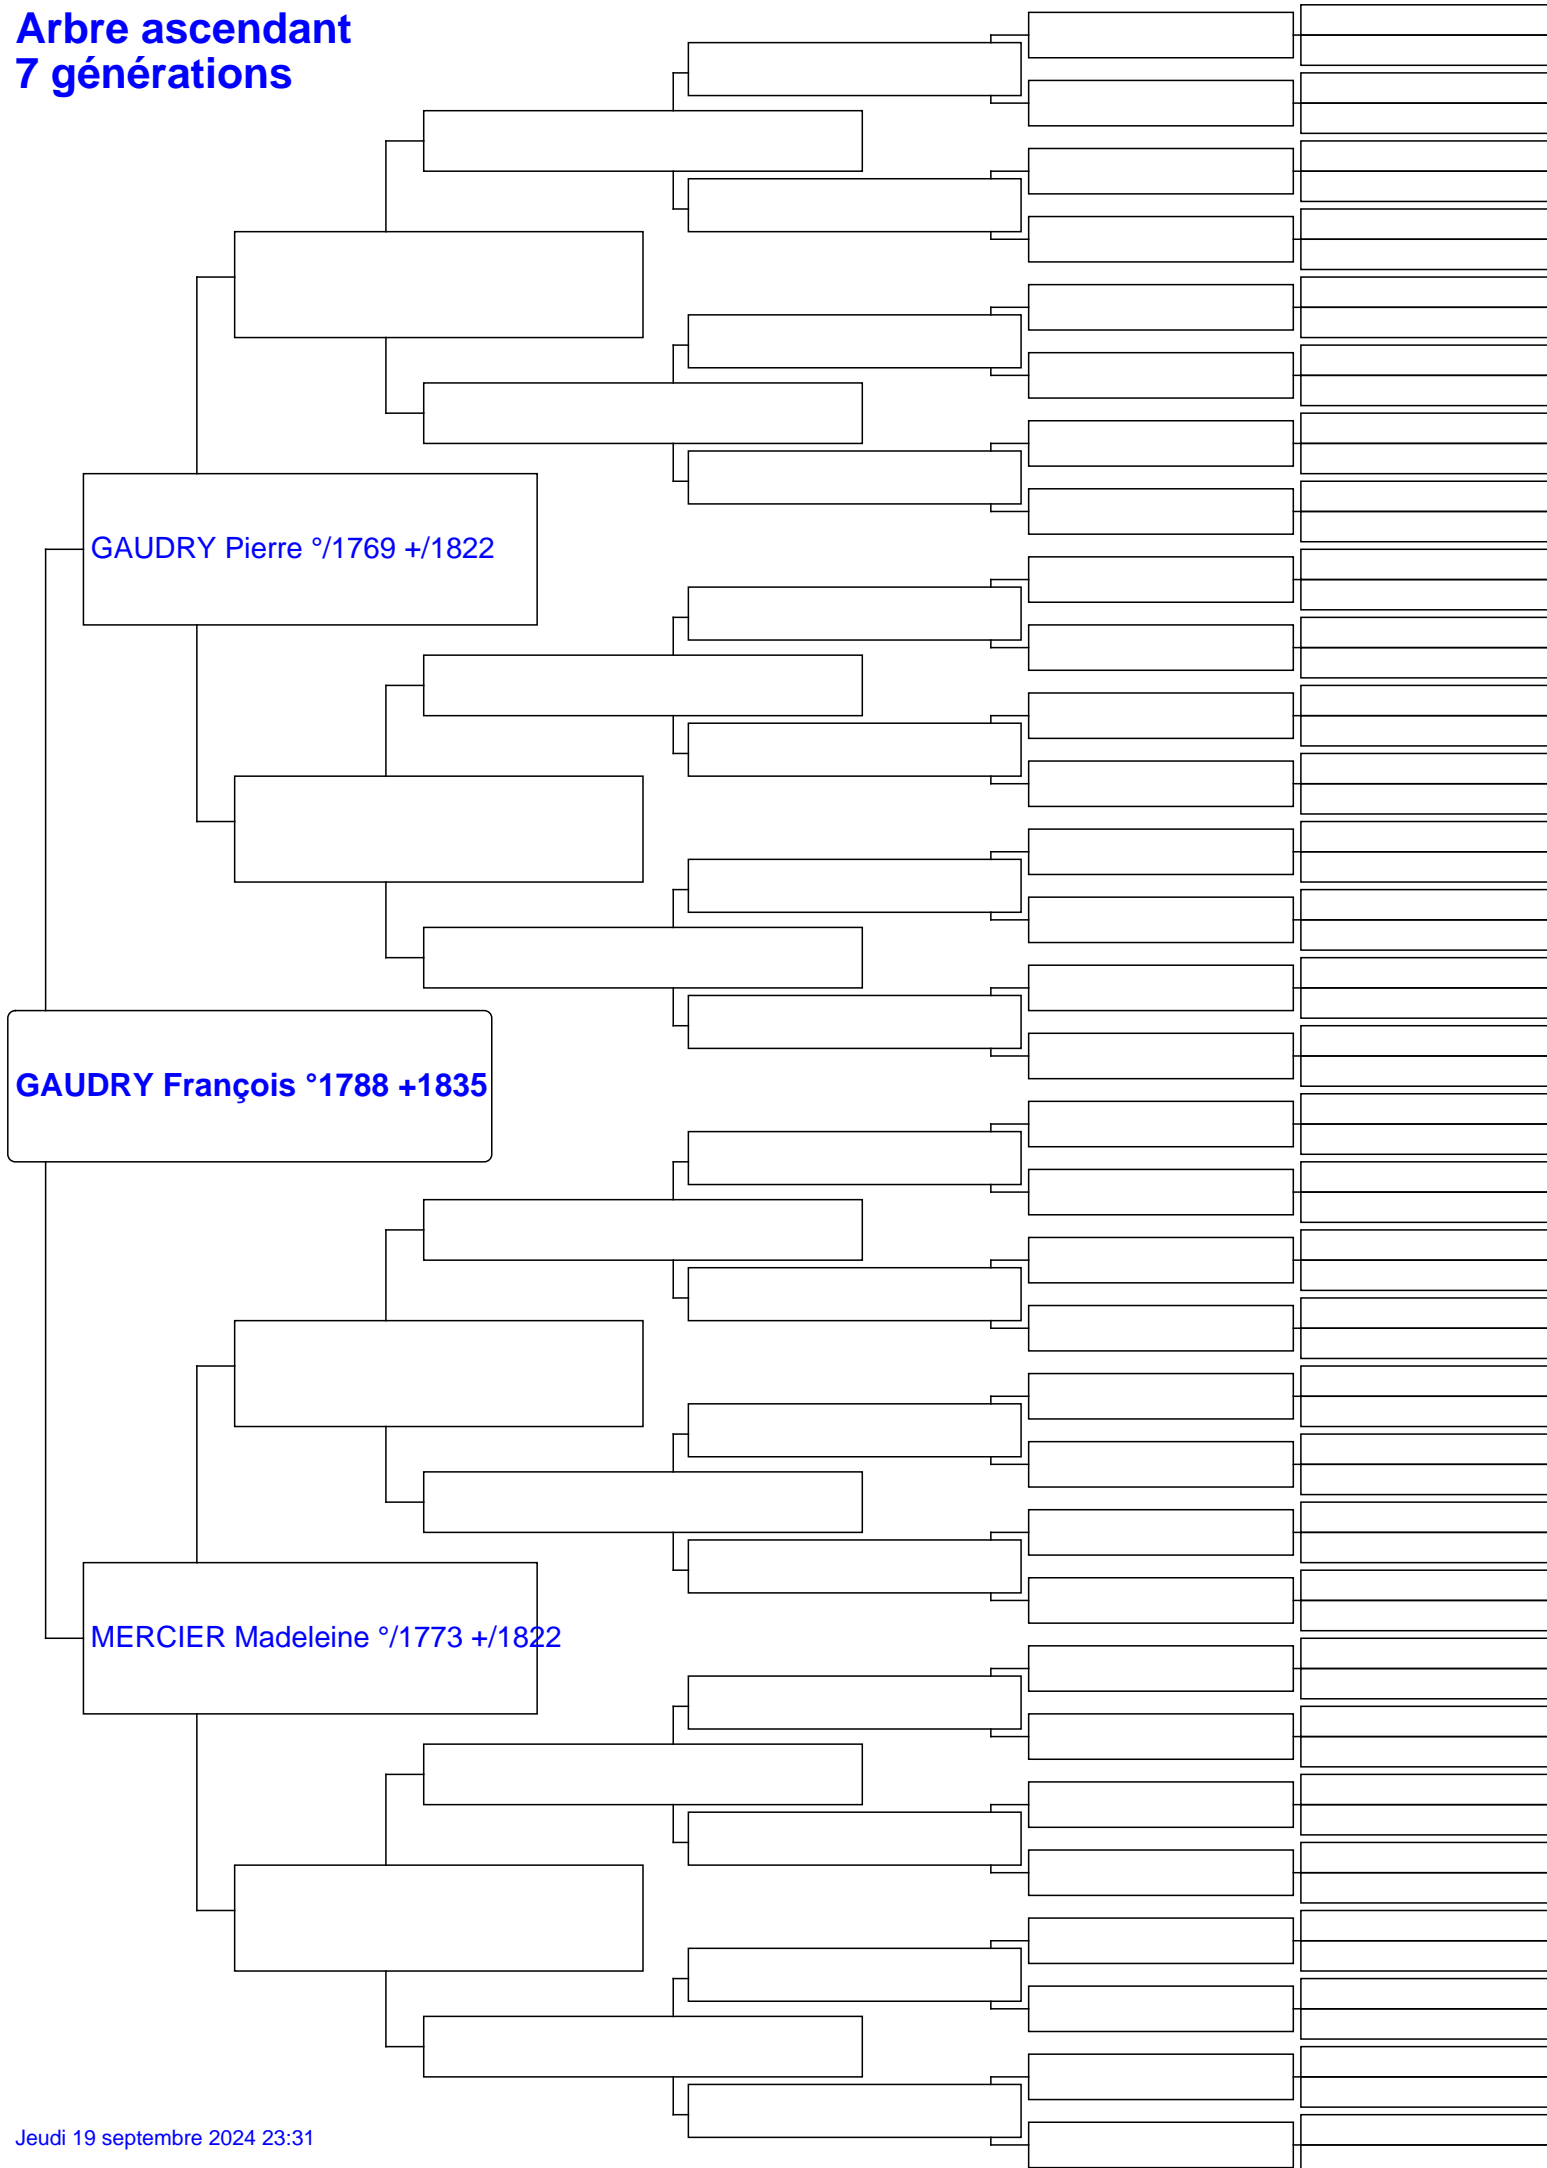 Arbre ascendant
7 générations
GAUDRY Pierre °/1769 +/1822
GAUDRY François °1788 +1835
MERCIER Madeleine °/1773 +/1822
Jeudi 19 septembre 2024 23:31